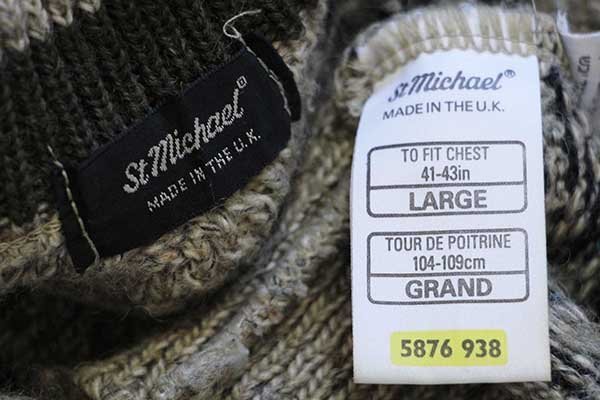 St Michael®
MADE IN THE U.K.
St Michael®
MADE IN THE U.K.
TO FIT CHEST
41-43in
LARGE
TOUR DE POITRINE
104-109cm
GRAND
5876 938